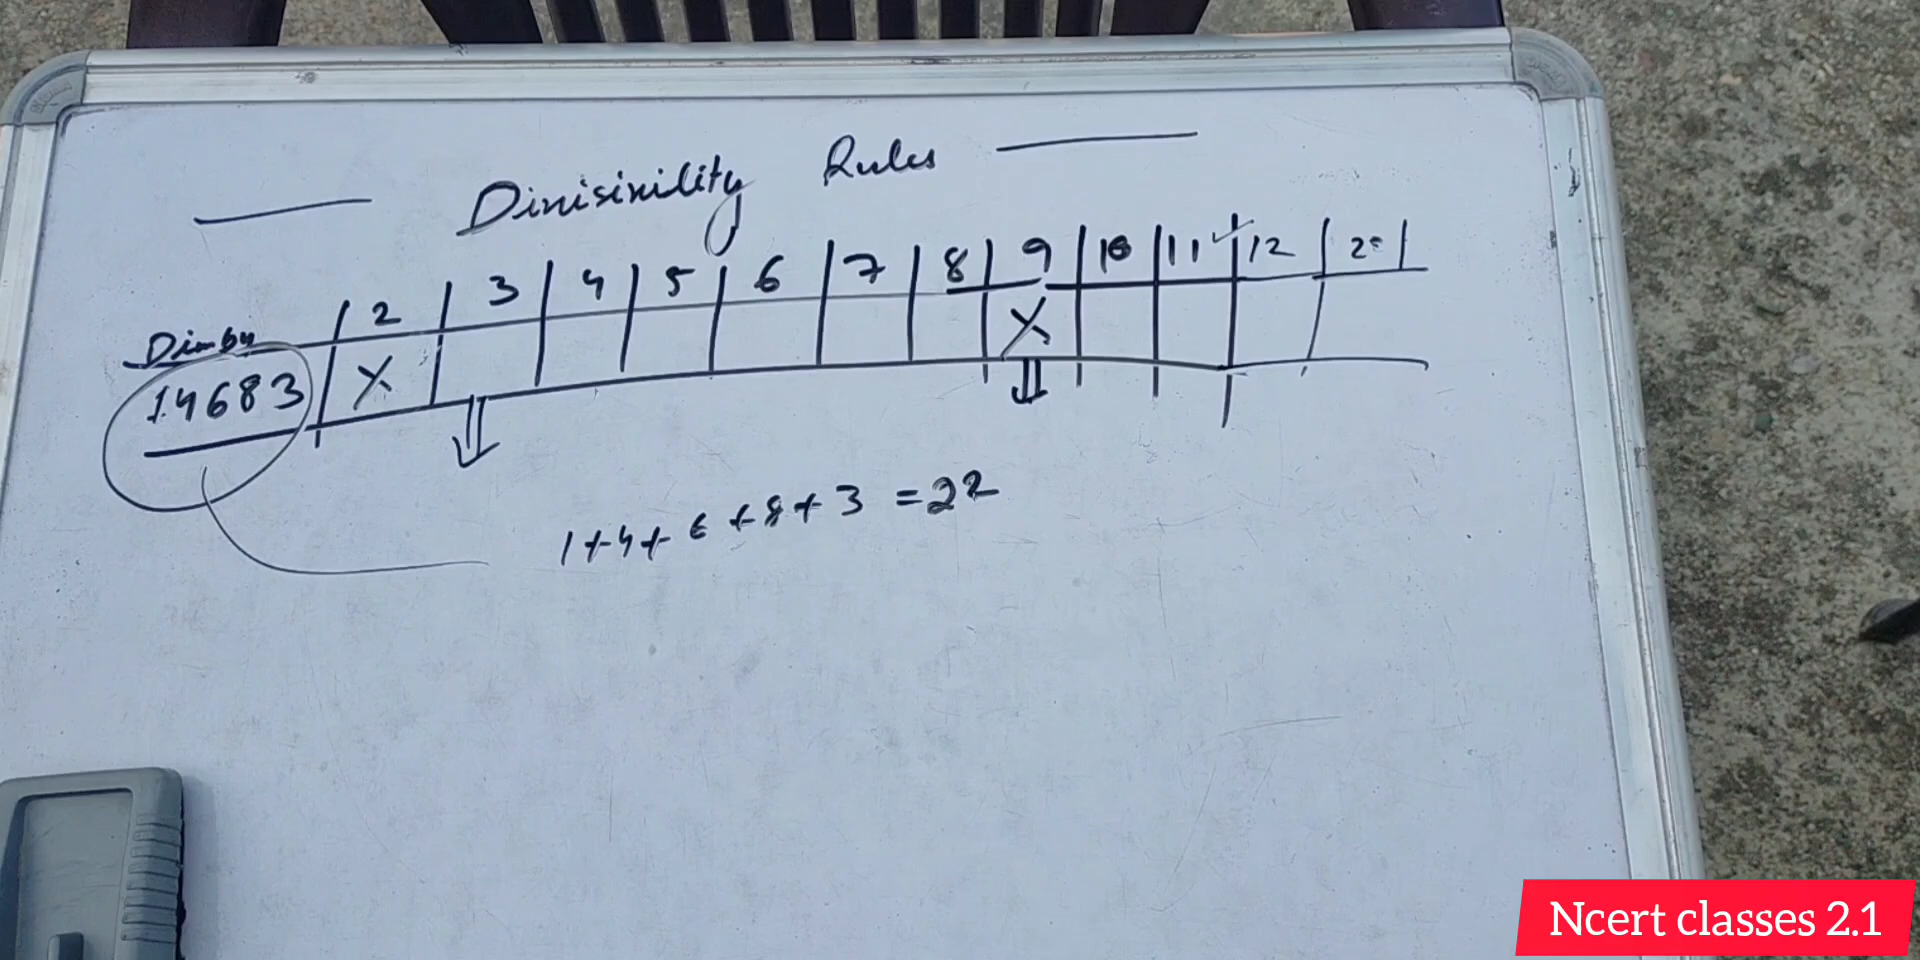 Divisibility Rules
2 3 4 5 6 7 8 9 10 11 12 20
Div by
14683 X X
1+4+6+8+3 = 22
Ncert classes 2.1